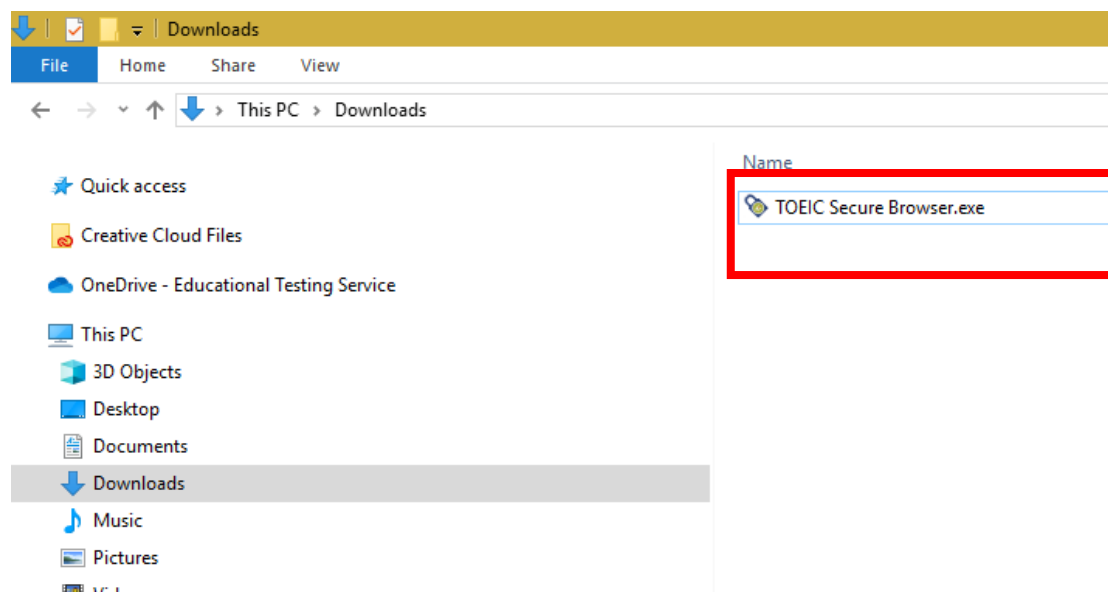 Downloads
File Home Share View
This PC > Downloads
Name
Quick access
TOEIC Secure Browser.exe
Creative Cloud Files
OneDrive - Educational Testing Service
This PC
3D Objects
Desktop
Documents
Downloads
Music
Pictures